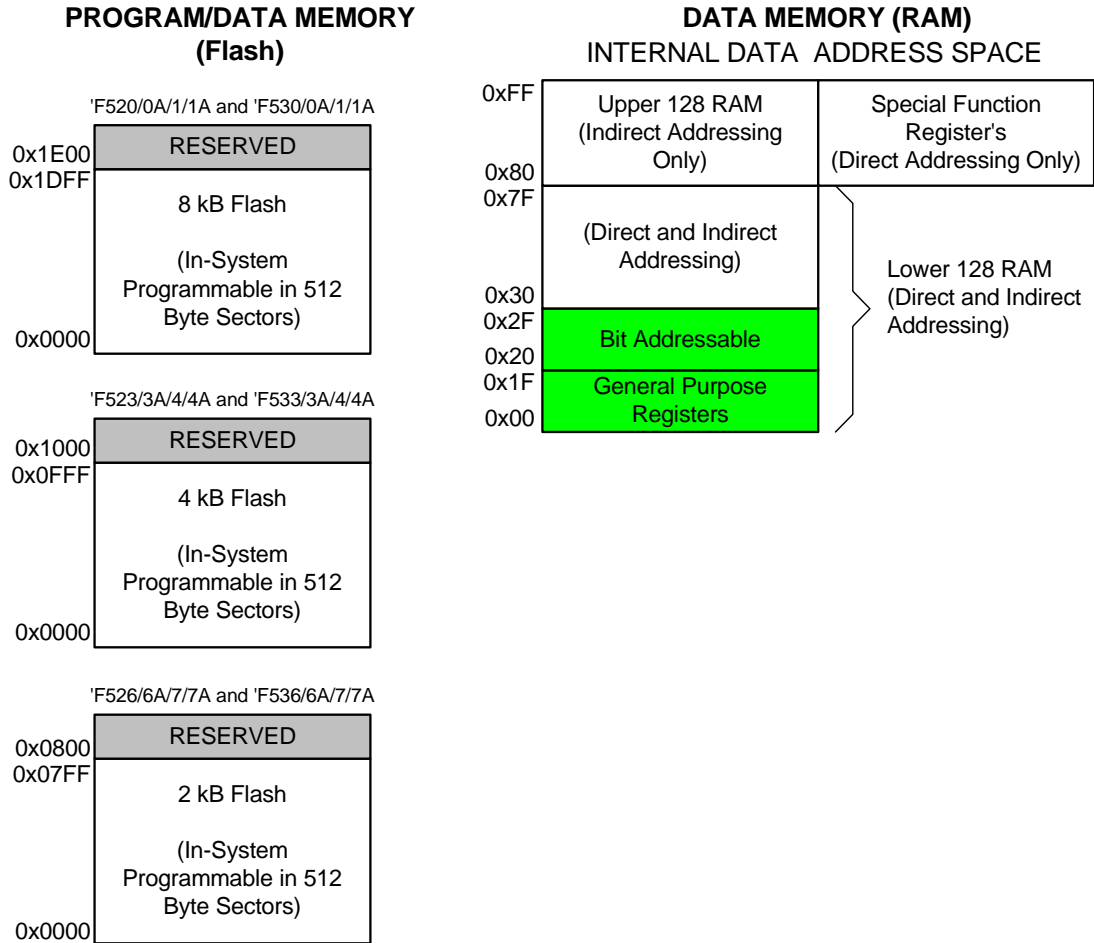 PROGRAM/DATA MEMORY
(Flash)
'F520/0A/1/1A and 'F530/0A/1/1A
RESERVED
0x1E00
0x1DFF
8 kB Flash
(In-System
Programmable in 512
Byte Sectors)
0x0000
'F523/3A/4/4A and 'F533/3A/4/4A
RESERVED
0x1000
0x0FFF
4 kB Flash
(In-System
Programmable in 512
Byte Sectors)
0x0000
'F526/6A/7/7A and 'F536/6A/7/7A
RESERVED
0x0800
0x07FF
2 kB Flash
(In-System
Programmable in 512
Byte Sectors)
0x0000
DATA MEMORY (RAM)
INTERNAL DATA ADDRESS SPACE
0xFF
Upper 128 RAM
(Indirect Addressing
Only)
0x80
Special Function
Register's
(Direct Addressing Only)
0x7F
(Direct and Indirect
Addressing)
0x30
Lower 128 RAM
(Direct and Indirect
Addressing)
0x2F
Bit Addressable
0x20
0x1F
General Purpose
Registers
0x00